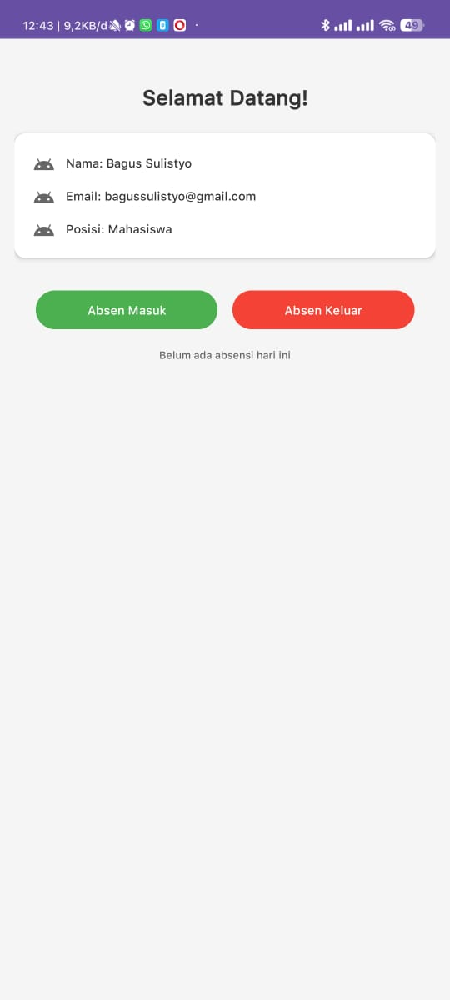 12:43 | 9,2KB/d
49
Selamat Datang!
Nama: Bagus Sulistyo
Email: bagussulistyo@gmail.com
Posisi: Mahasiswa
Absen Masuk
Absen Keluar
Belum ada absensi hari ini